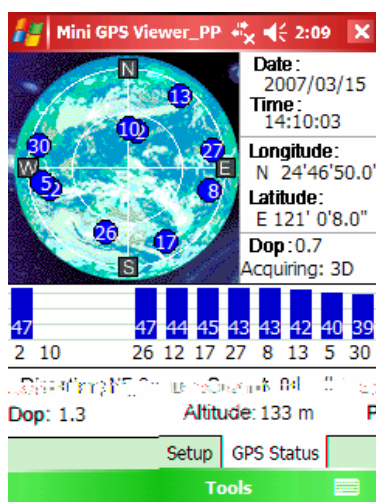 Mini GPS Viewer_PP 2:09
N
13
10 2
27
30
W E
5 2
8
26
17
S
Date:
2007/03/15
Time:
14:10:03
Longitude:
N 24'46'50.0"
Latitude:
E 121' 0'8.0"
Dop:0.7
Acquiring: 3D
47 47 44 45 43 43 42 40 39
2 10 26 12 17 27 8 13 5 30
Dop: 1.3 Altitude: 133 m
Setup GPS Status
Tools